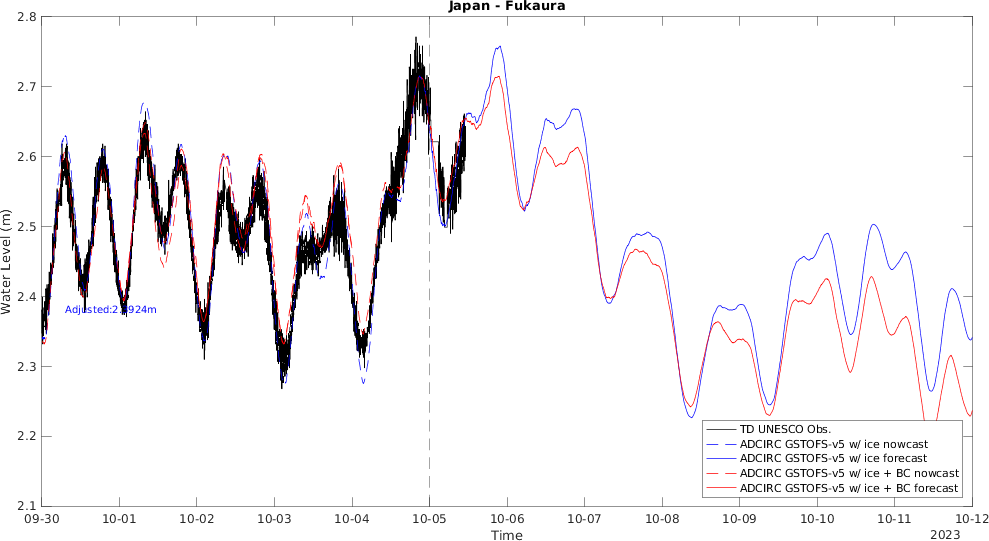 Japan - Fukaura
2.8
2.7
2.6
2.5
2.4
2.3
2.2
2.1
Water Level (m)
09-30
10-01
10-02
10-03
10-04
10-05
10-06
10-07
10-08
10-09
10-10
10-11
10-12
Time
2023
TD UNESCO Obs.
ADCIRC GSTOFS-v5 w/ ice nowcast
ADCIRC GSTOFS-v5 w/ ice forecast
ADCIRC GSTOFS-v5 w/ ice + BC nowcast
ADCIRC GSTOFS-v5 w/ ice + BC forecast